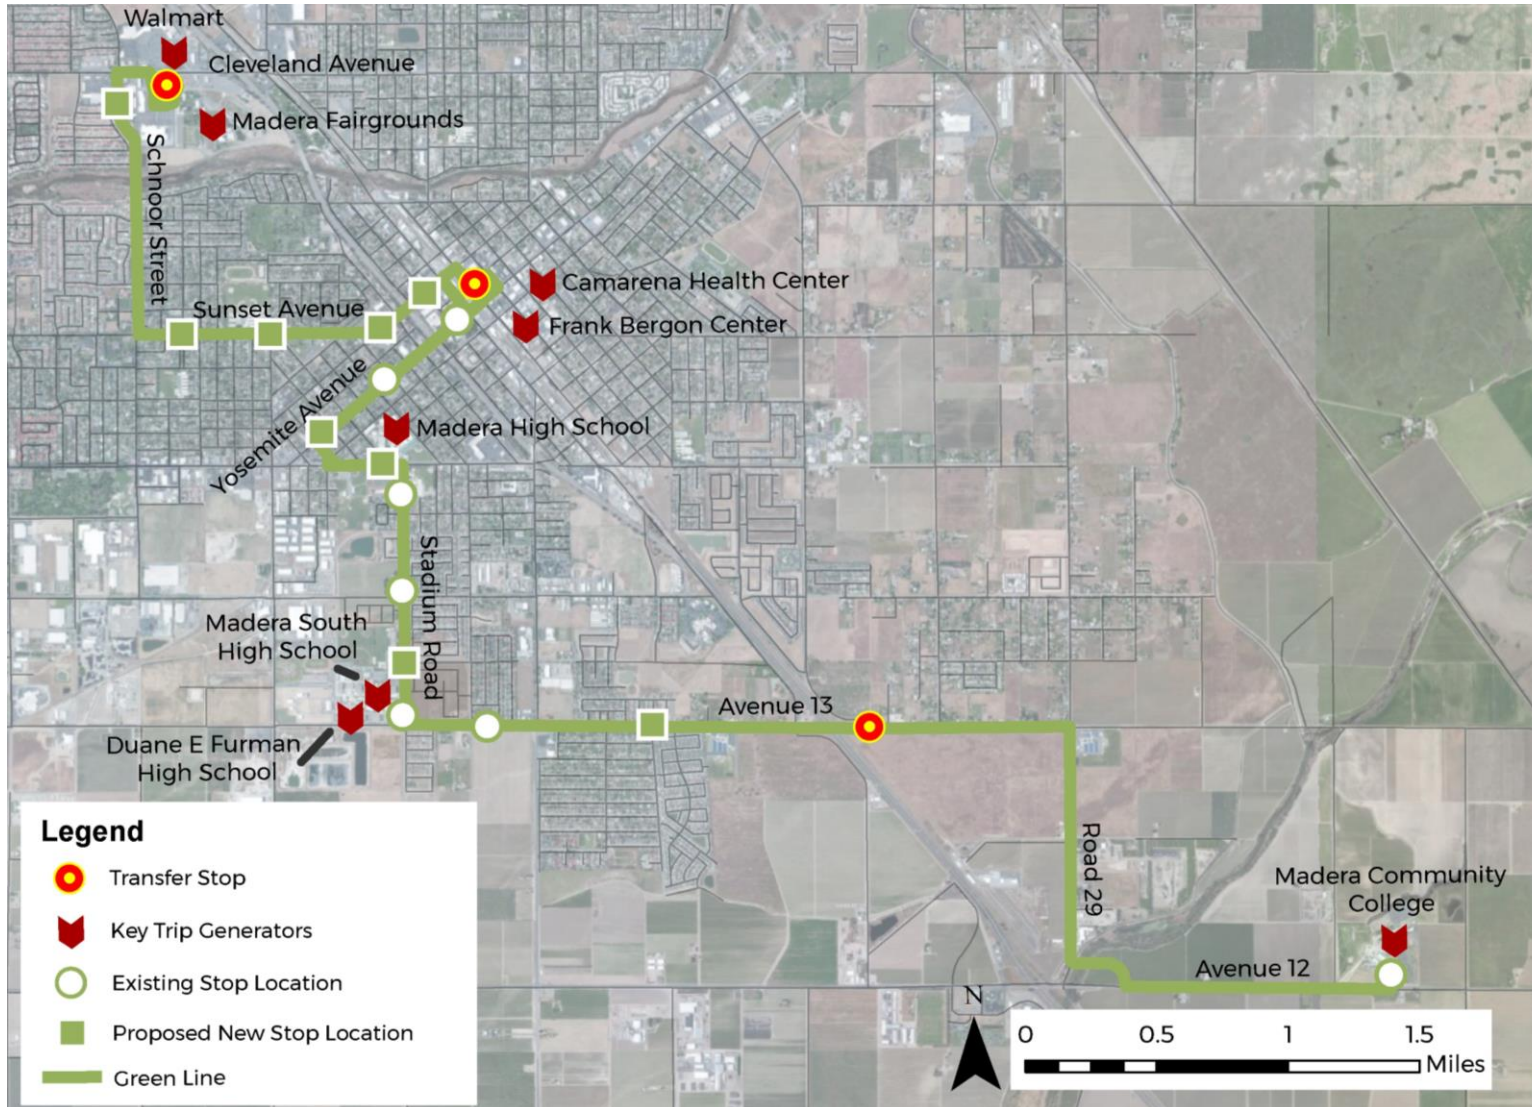 Walmart
Cleveland Avenue
Madera Fairgrounds
Schnoor Street
Sunset Avenue
Camarena Health Center
Frank Bergon Center
Yosemite Avenue
Madera High School
Stadium Road
Madera South
High School
Duane E Furman
High School
Avenue 13
Road 29
Madera Community
College
Avenue 12
Legend
Transfer Stop
Key Trip Generators
Existing Stop Location
Proposed New Stop Location
Green Line
N
0 0.5 1 1.5
Miles